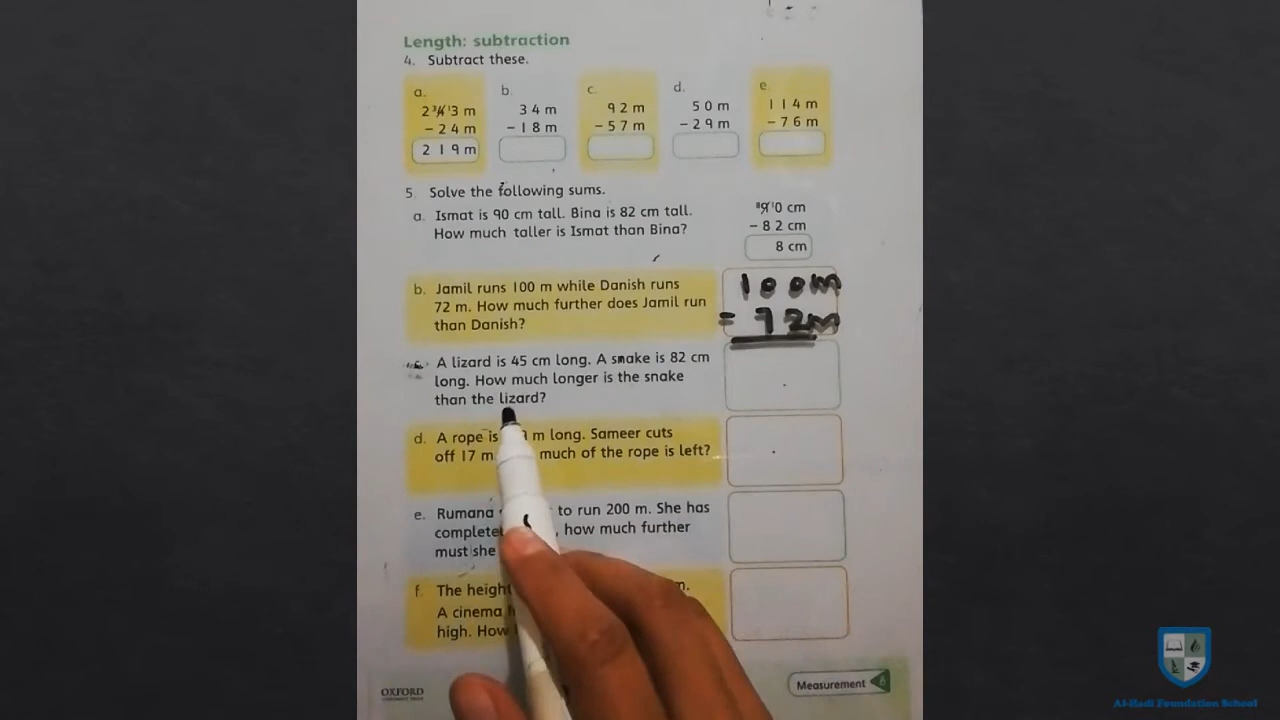 Length: subtraction
4. Subtract these.
a. b. c. d. e.
2 3 4 13 m 3 4 m 9 2 m 5 0 m 1 1 4 m
- 2 4 m - 1 8 m - 5 7 m - 2 9 m - 7 6 m
2 1 9 m
5. Solve the following sums.
a. Ismat is 90 cm tall. Bina is 82 cm tall.
How much taller is Ismat than Bina?
8 9 10 cm
- 8 2 cm
8 cm
b. Jamil runs 100 m while Danish runs
72 m. How much further does Jamil run
than Danish?
100m
- 72m
A lizard is 45 cm long. A snake is 82 cm
long. How much longer is the snake
than the lizard?
d. A rope is m long. Sameer cuts
off 17 m much of the rope is left?
e. Rumana to run 200 m. She has
, how much further
must she
f. The height m.
A cinema
high. How
OXFORD
UNIVERSITY PRESS
Measurement
Al-Hadi Foundation School